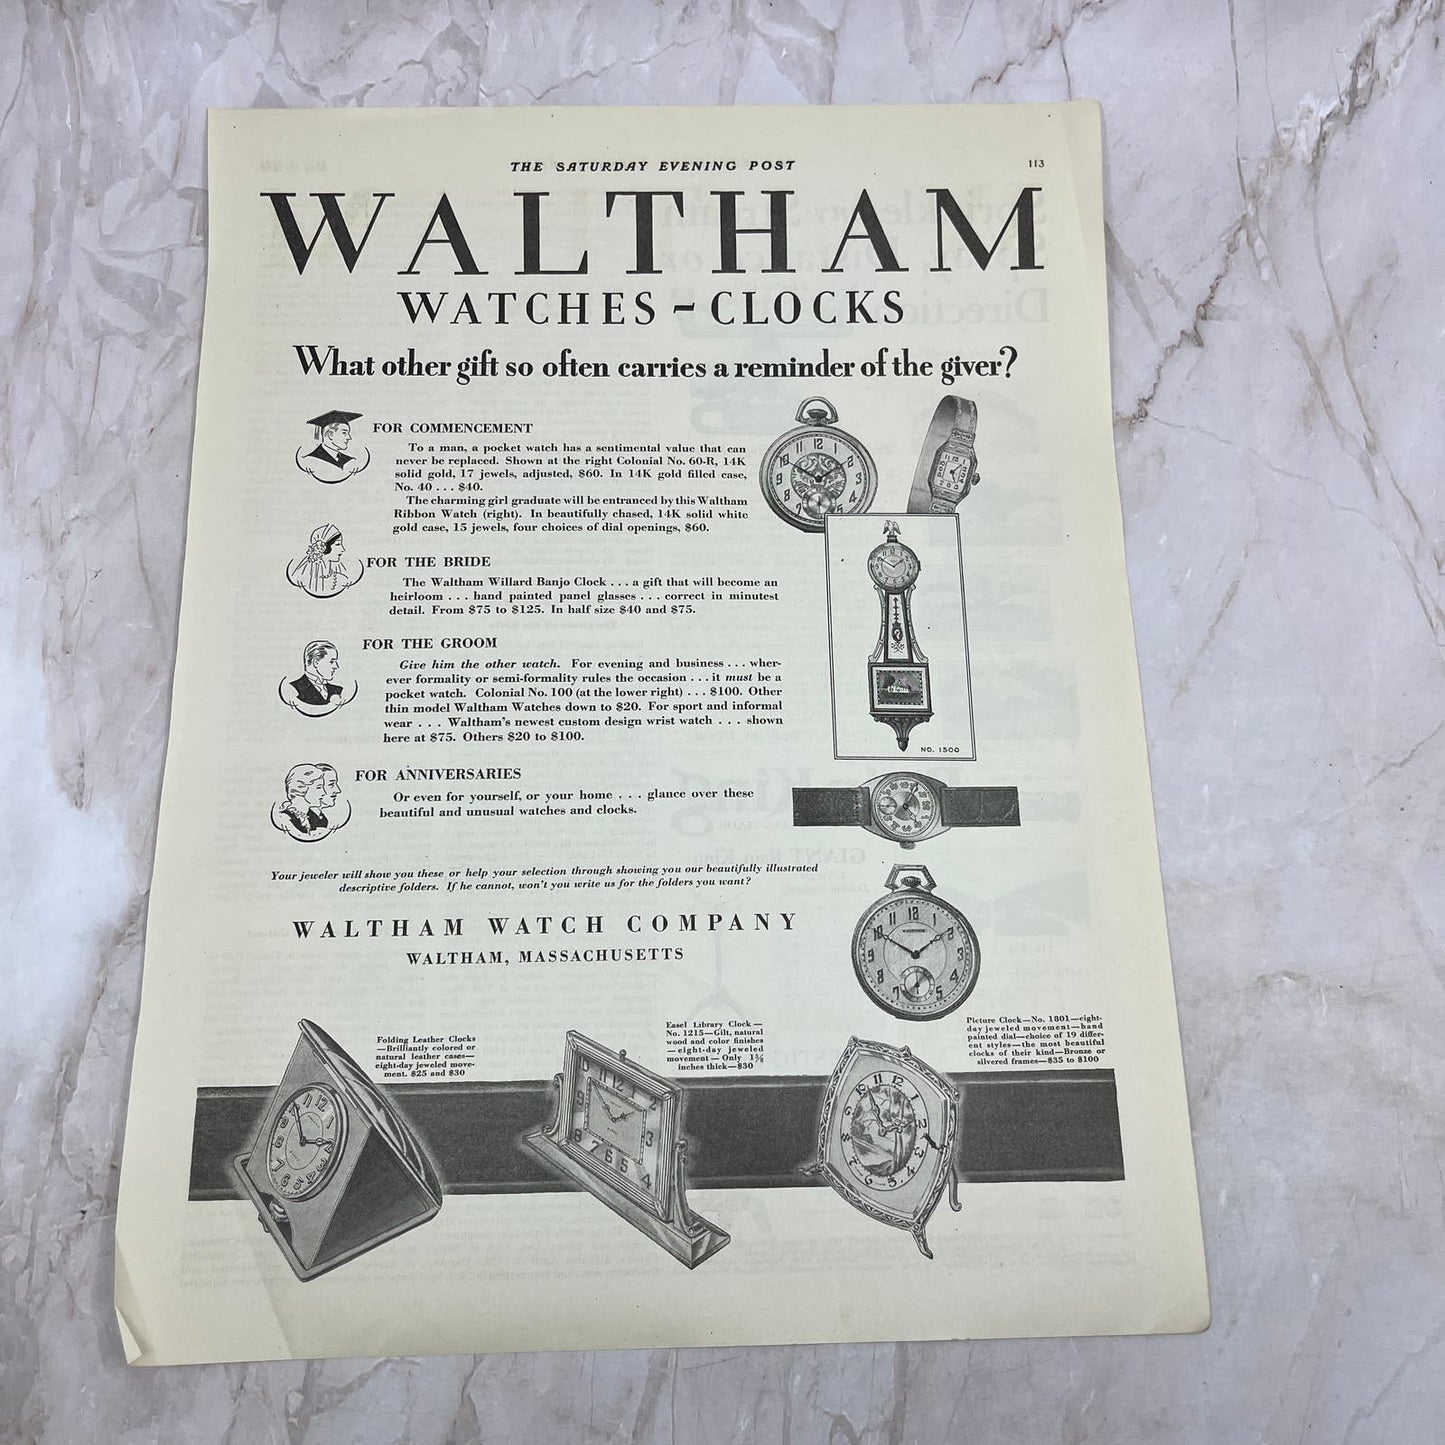 THE SATURDAY EVENING POST
113
WALTHAM
WATCHES - CLOCKS
What other gift so often carries a reminder of the giver?
FOR COMMENCEMENT
To a man, a pocket watch has a sentimental value that can
never be replaced. Shown at the right Colonial No. 60-R, 14K
solid gold, 17 jewels, adjusted, $60. In 14K gold filled case,
No. 40 . . . $40.
The charming girl graduate will be entranced by this Waltham
Ribbon Watch (right). In beautifully chased, 14K solid white
gold case, 15 jewels, four choices of dial openings, $60.
FOR THE BRIDE
The Waltham Willard Banjo Clock . . . a gift that will become an
heirloom . . . hand painted panel glasses . . . correct in minutest
detail. From $75 to $125. In half size $40 and $75.
FOR THE GROOM
Give him the other watch. For evening and business . . . wher-
ever formality or semi-formality rules the occasion . . . it must be a
pocket watch. Colonial No. 100 (at the lower right) . . . $100. Other
thin model Waltham Watches down to $20. For sport and informal
wear . . . Waltham's newest custom design wrist watch . . . shown
here at $75. Others $20 to $100.
NO. 1500
FOR ANNIVERSARIES
Or even for yourself, or your home . . . glance over these
beautiful and unusual watches and clocks.
Your jeweler will show you these or help your selection through showing you our beautifully illustrated
descriptive folders. If he cannot, won't you write us for the folders you want?
WALTHAM WATCH COMPANY
WALTHAM, MASSACHUSETTS
Folding Leather Clocks
—Brilliantly colored or
natural leather cases—
eight-day jeweled move-
ment. $25 and $30
Easel Library Clock —
No. 1215—Gilt, natural
wood and color finishes
—eight-day jeweled
movement — Only
inches thick—$30
Picture Clock—No. 1801—eight-
day jeweled movement—hand
painted dial—choice of 19 differ-
ent styles—the most beautiful
clocks of their kind—Bronze or
silvered frames—$35 to $100